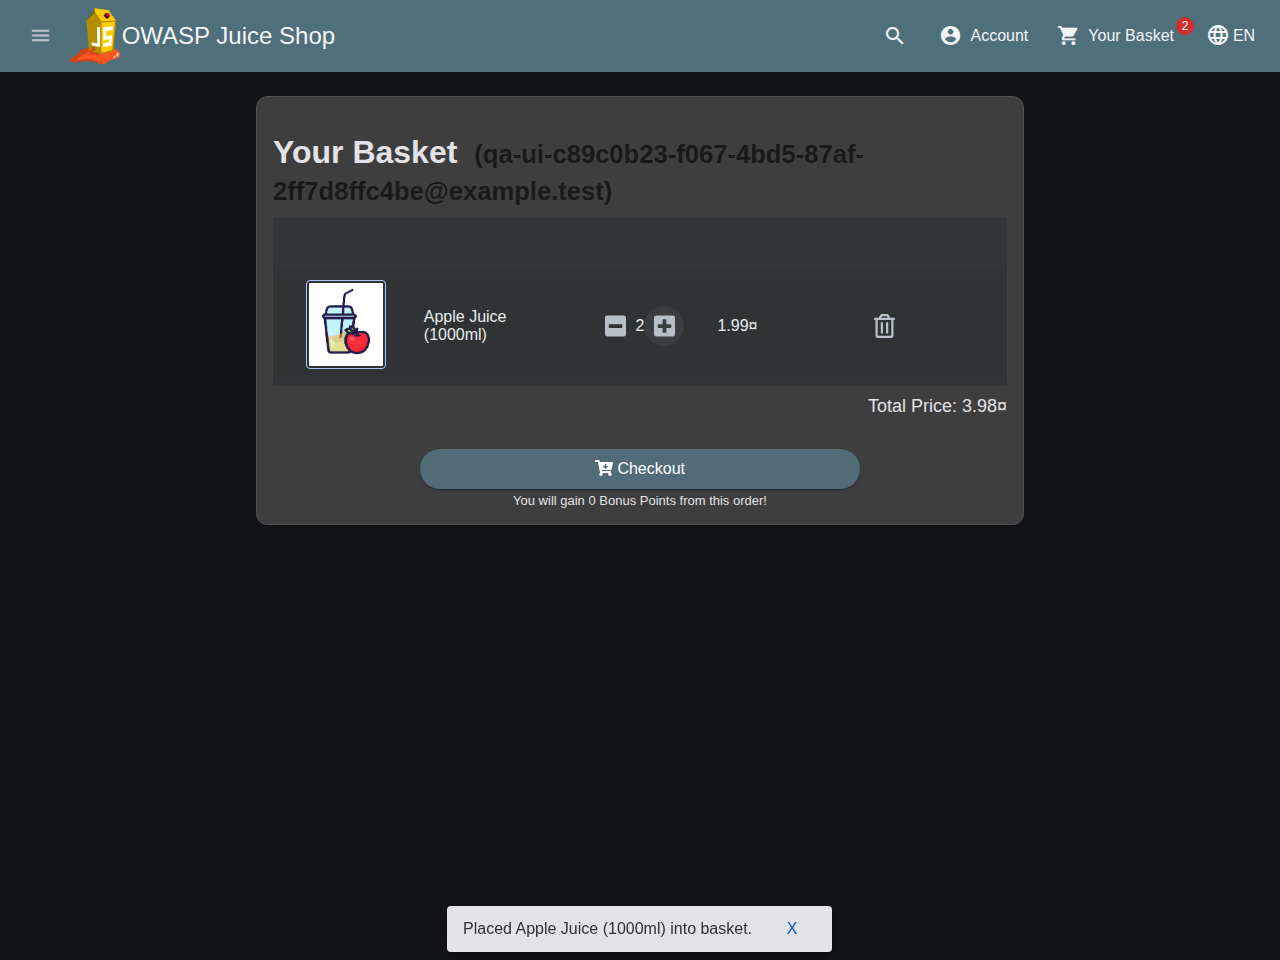 OWASP Juice Shop
Account
Your Basket
2
EN
Your Basket (qa-ui-c89c0b23-f067-4bd5-87af-
2ff7d8ffc4be@example.test)
Apple Juice
(1000ml)
2
1.99¤
Total Price: 3.98¤
Checkout
You will gain 0 Bonus Points from this order!
Placed Apple Juice (1000ml) into basket.
X